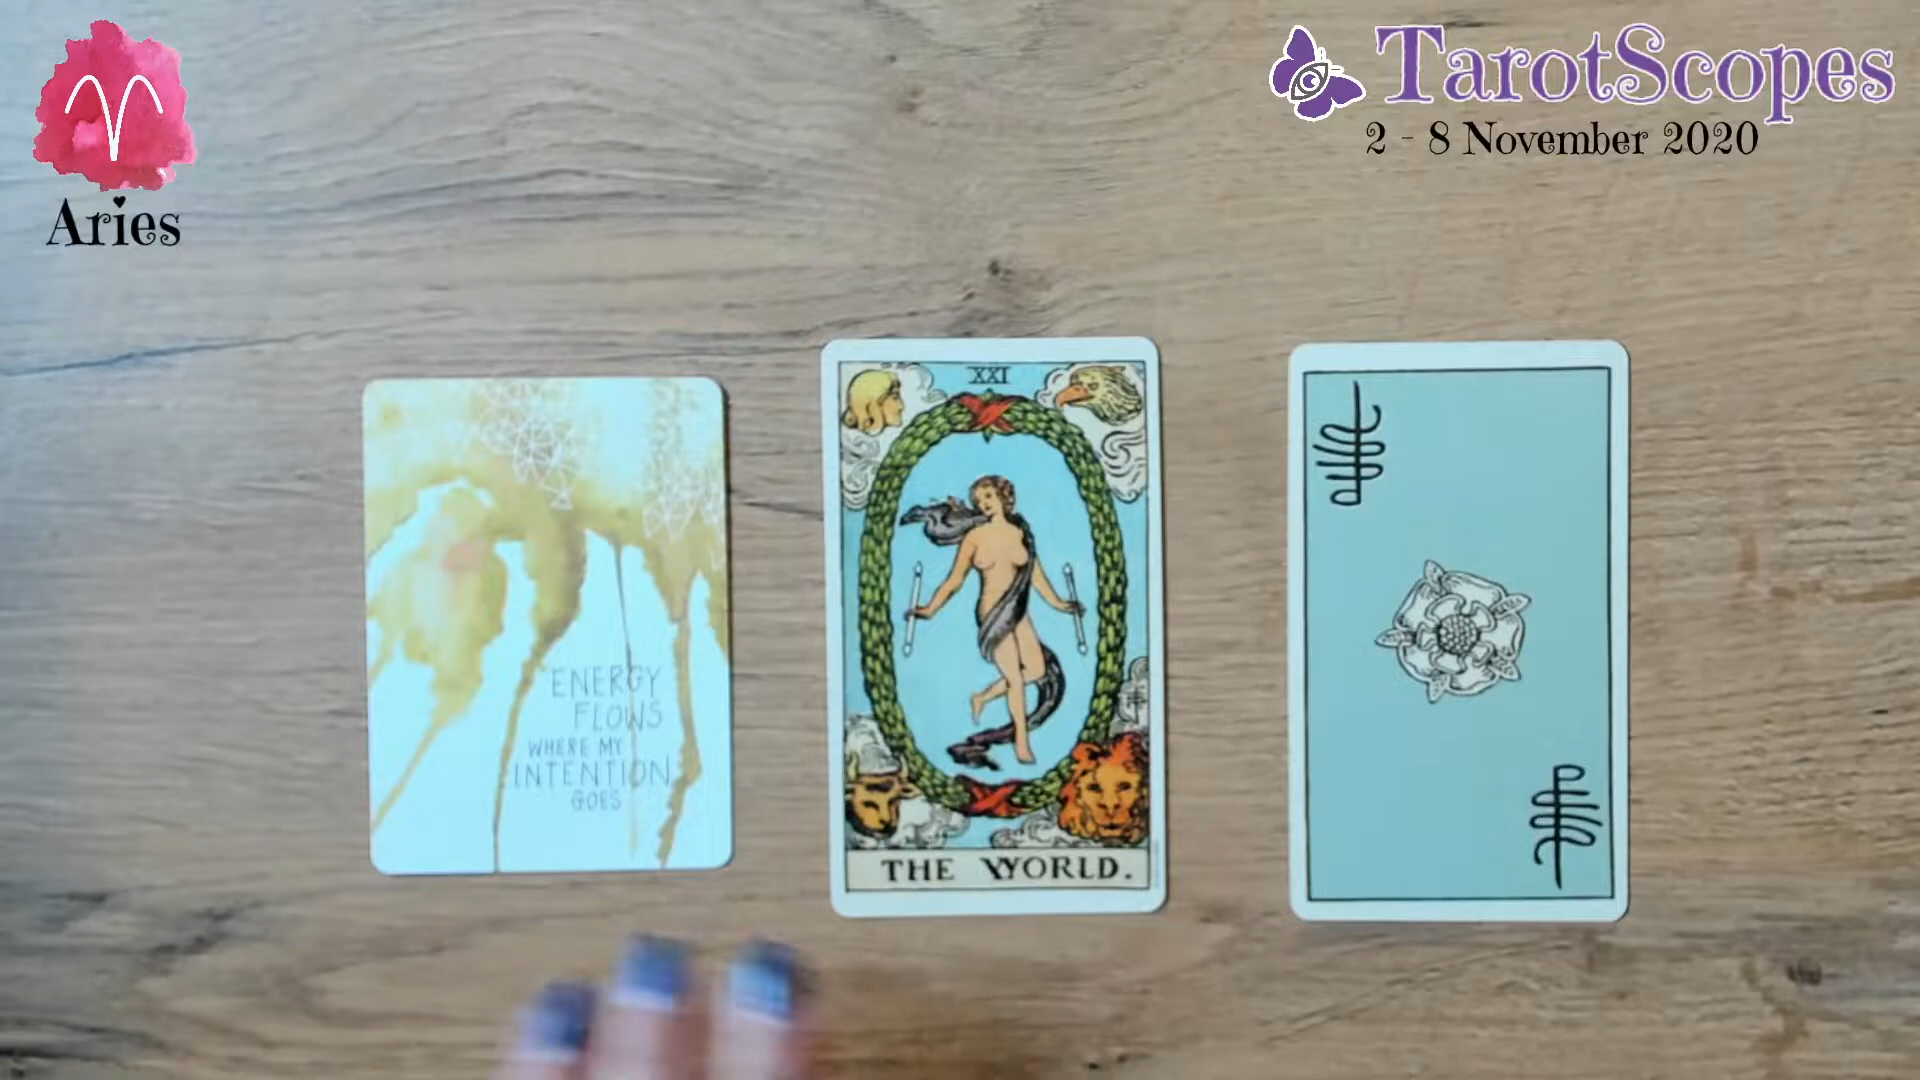 Aries
TarotScopes
2 - 8 November 2020
ENERGY
FLOWS
WHERE MY
INTENTION
GOES
XXI
THE WORLD.